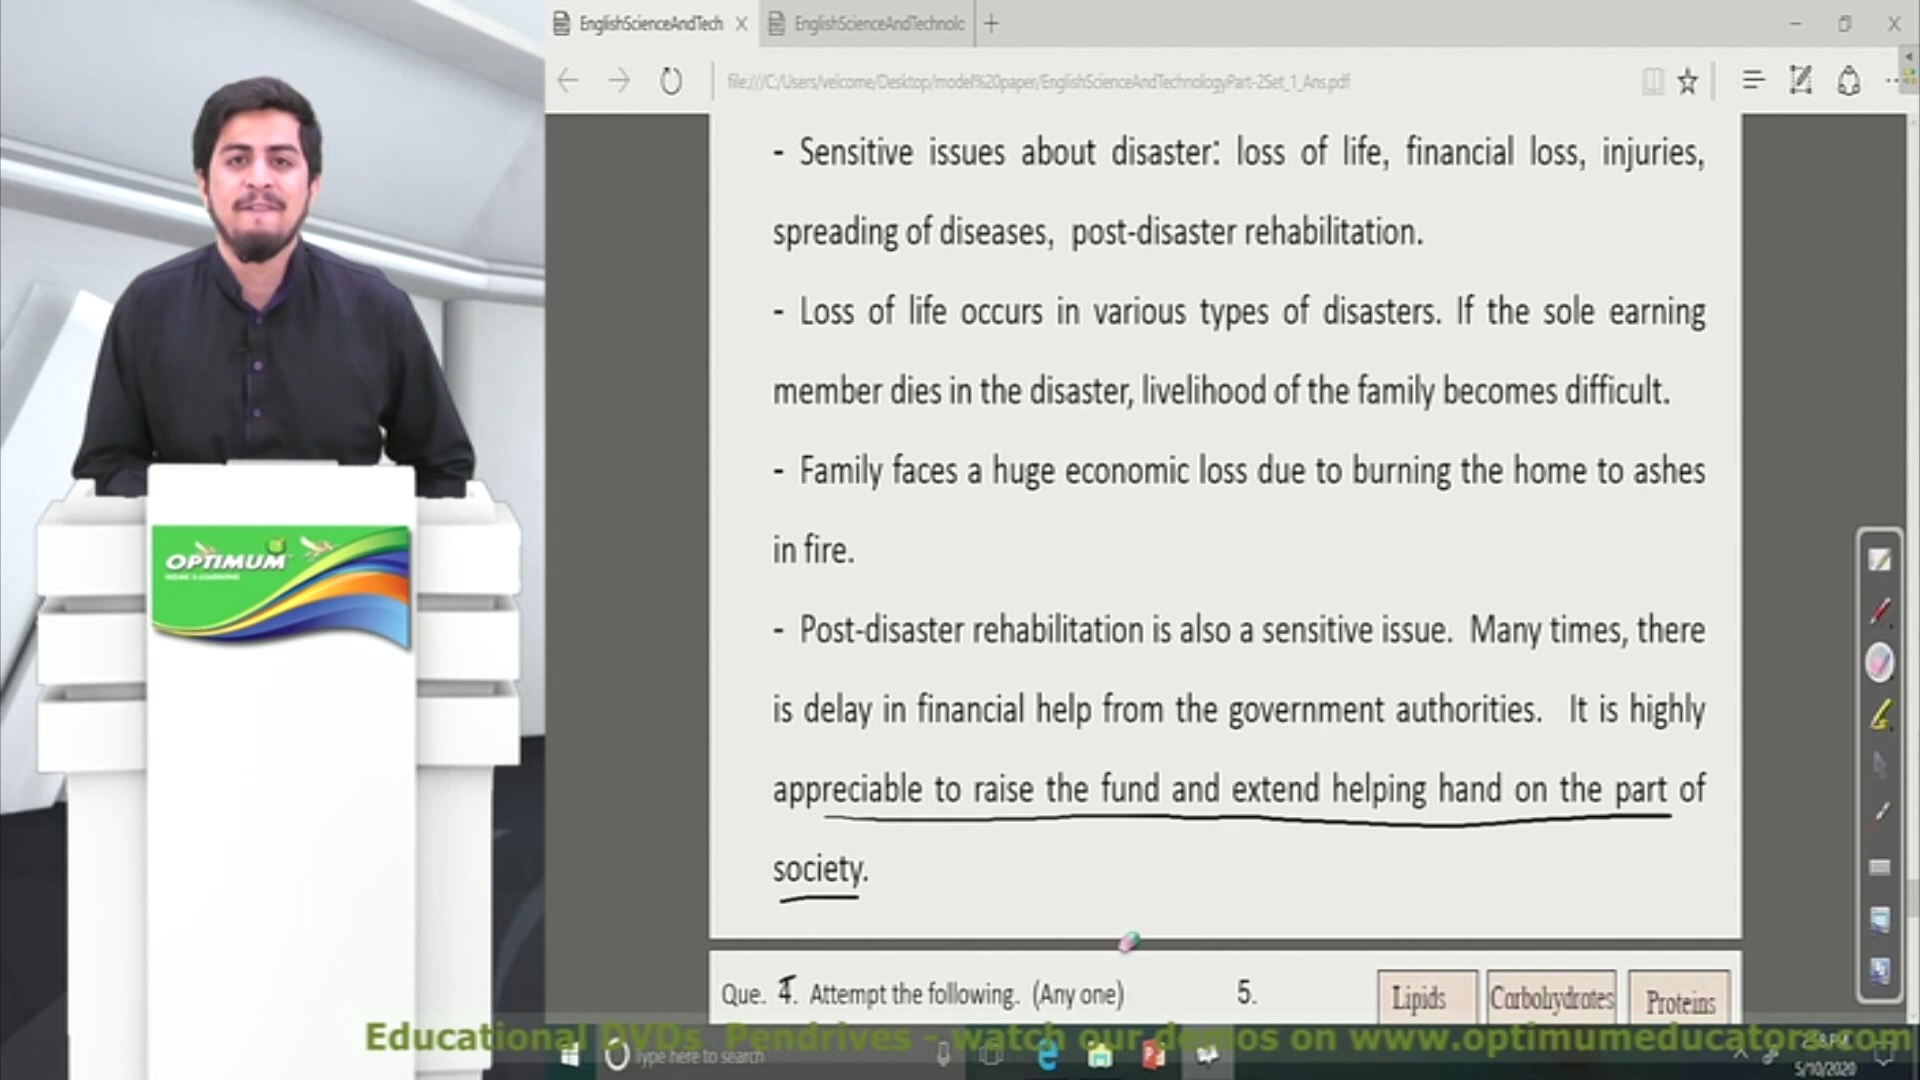 EnglishScienceAndTech
EnglishScienceAndTechnolc
file:///C:/Users/velcome/Desktop/model%20paper/EnglishScienceAndTechnologyPart-2Set_1_Ans.pdf
- Sensitive issues about disaster: loss of life, financial loss, injuries,
spreading of diseases, post-disaster rehabilitation.
- Loss of life occurs in various types of disasters. If the sole earning
member dies in the disaster, livelihood of the family becomes difficult.
- Family faces a huge economic loss due to burning the home to ashes
in fire.
- Post-disaster rehabilitation is also a sensitive issue. Many times, there
is delay in financial help from the government authorities. It is highly
appreciable to raise the fund and extend helping hand on the part of
society.
OPTIMUM
HOME E-LEARNING
Que. 4. Attempt the following. (Any one) 5.
Lipids Carbohydrates Proteins
Educational DVDs, Pendrives - watch our demos on www.optimumeducators.com
Type here to search
5/10/2020